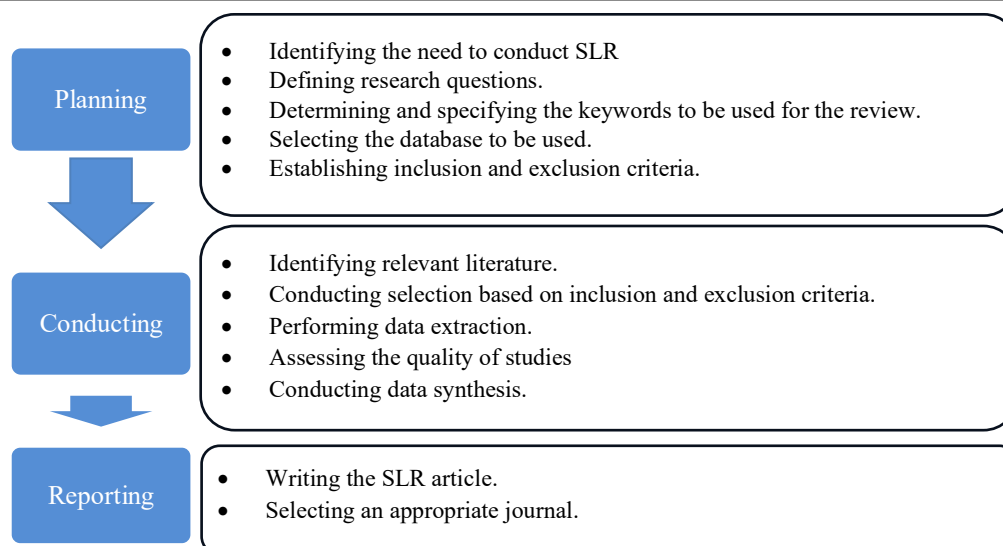 Planning
• Identifying the need to conduct SLR
• Defining research questions.
• Determining and specifying the keywords to be used for the review.
• Selecting the database to be used.
• Establishing inclusion and exclusion criteria.
Conducting
• Identifying relevant literature.
• Conducting selection based on inclusion and exclusion criteria.
• Performing data extraction.
• Assessing the quality of studies
• Conducting data synthesis.
Reporting
• Writing the SLR article.
• Selecting an appropriate journal.